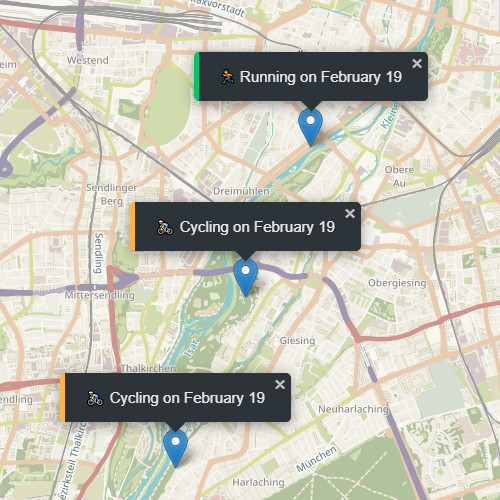 Maxvorstadt
Westend
Running on February 19
×
Kleine
Obere
Au
Sendlinger
Berg
Dreimühlen
Cycling on February 19
×
Sendling
Mittersendling
Obergiesing
Isar
Giesing
Thalkirchen
Cycling on February 19
×
Neuharlaching
München
Harlaching
Bezirksteil Thalkirchen